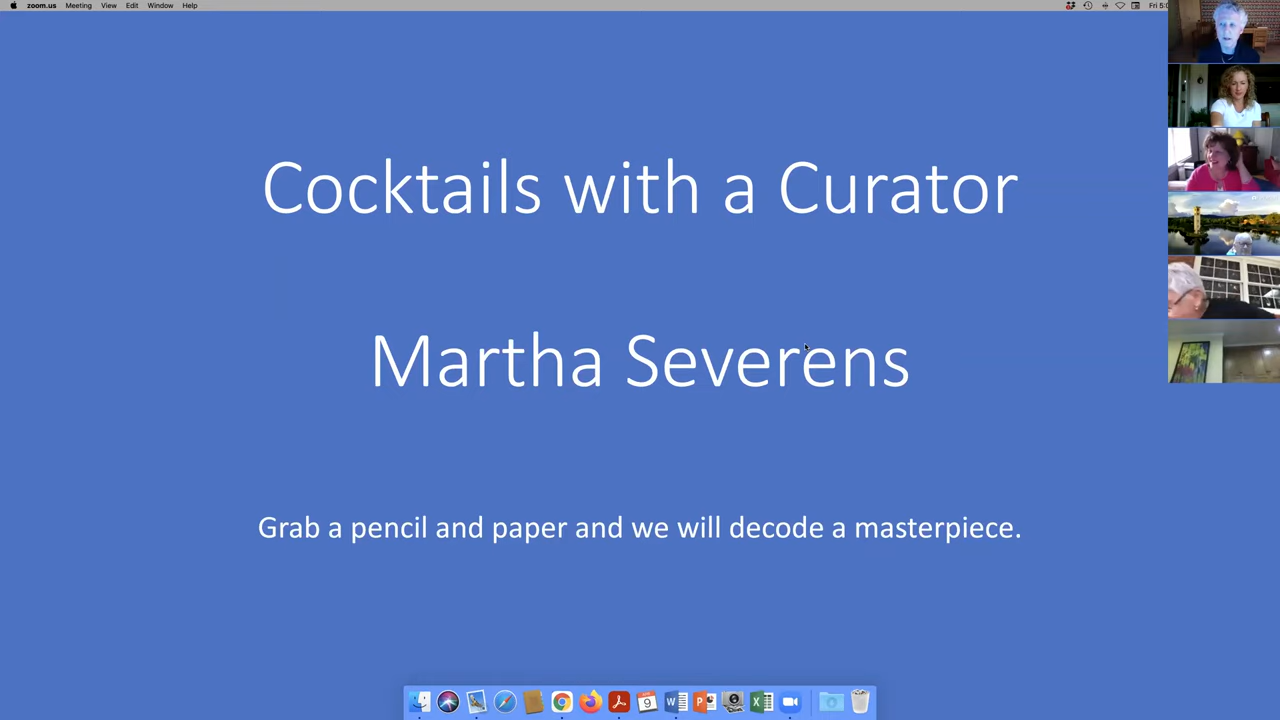 zoom.us Meeting View Edit Window Help
Cocktails with a Curator
Martha Severens
Grab a pencil and paper and we will decode a masterpiece.
9